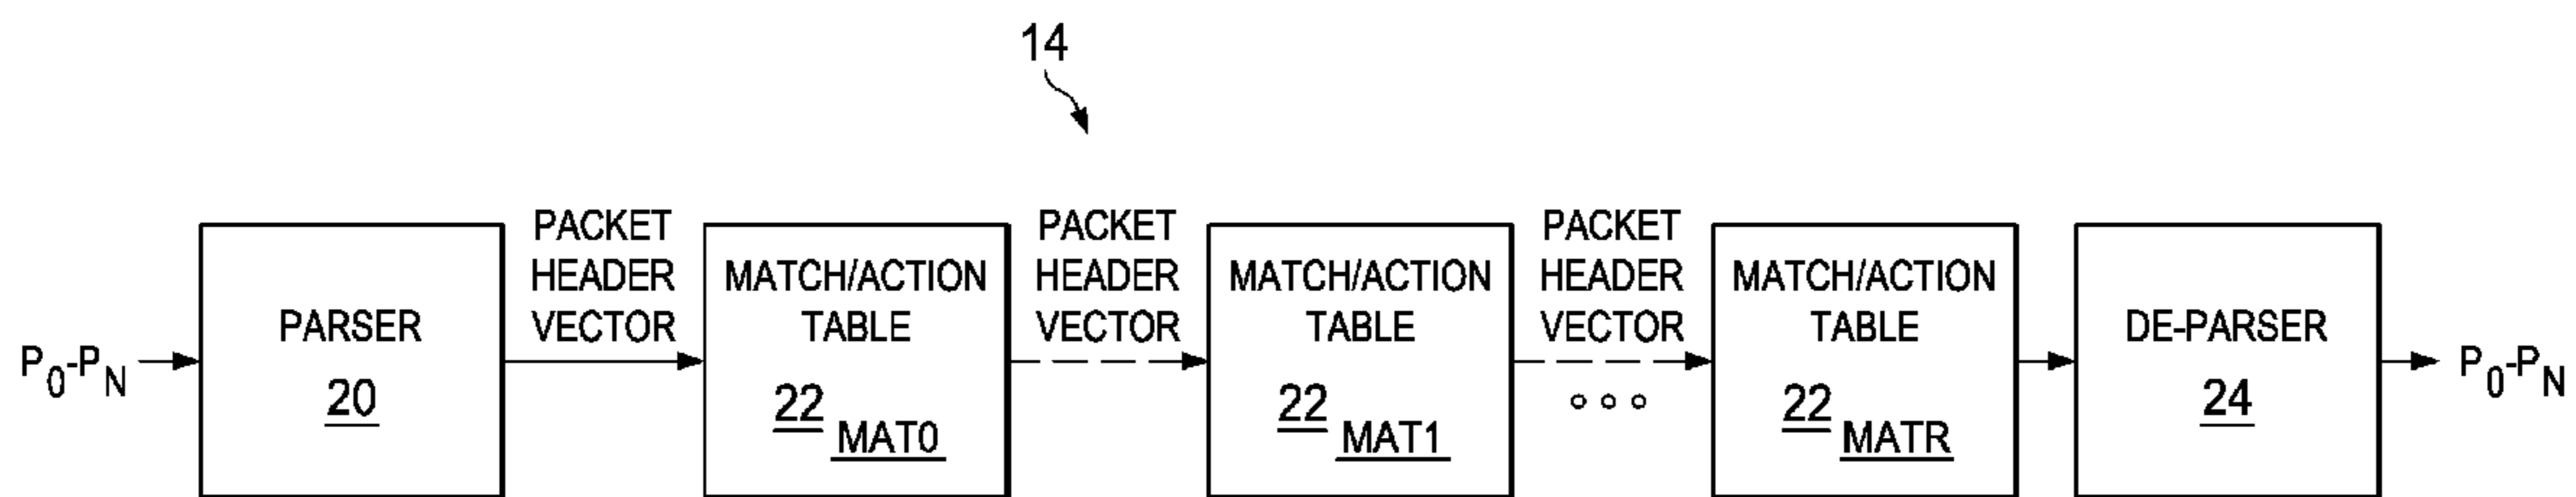 14
P0-PN
PARSER
20
PACKET
HEADER
VECTOR
MATCH/ACTION
TABLE
22 MAT0
PACKET
HEADER
VECTOR
MATCH/ACTION
TABLE
22 MAT1
PACKET
HEADER
VECTOR
MATCH/ACTION
TABLE
22 MATR
DE-PARSER
24
P0-PN